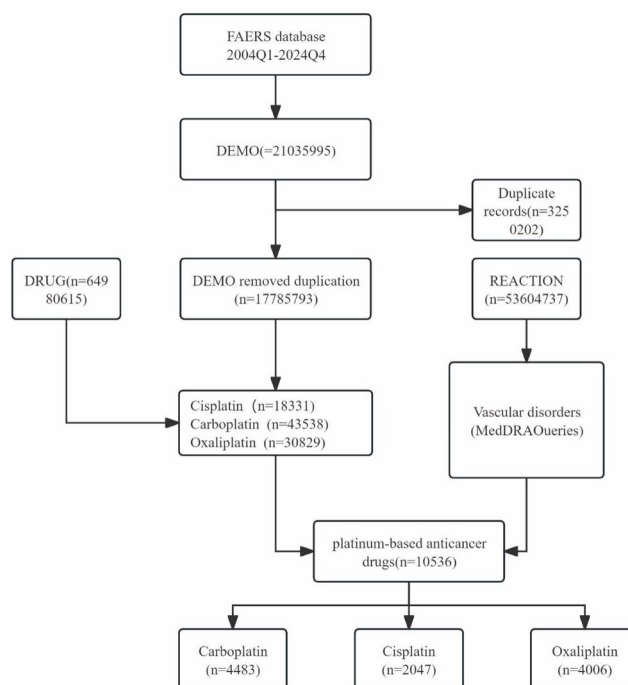 FAERS database
2004Q1-2024Q4
DEMO(=21035995)
Duplicate
records(n=325
0202)
DRUG(n=649
80615)
DEMO removed duplication
(n=17785793)
REACTION
(n=53604737)
Cisplatin (n=18331)
Carboplatin (n=43538)
Oxaliplatin (n=30829)
Vascular disorders
(MedDRAOueries)
platinum-based anticancer
drugs(n=10536)
Carboplatin
(n=4483)
Cisplatin
(n=2047)
Oxaliplatin
(n=4006)